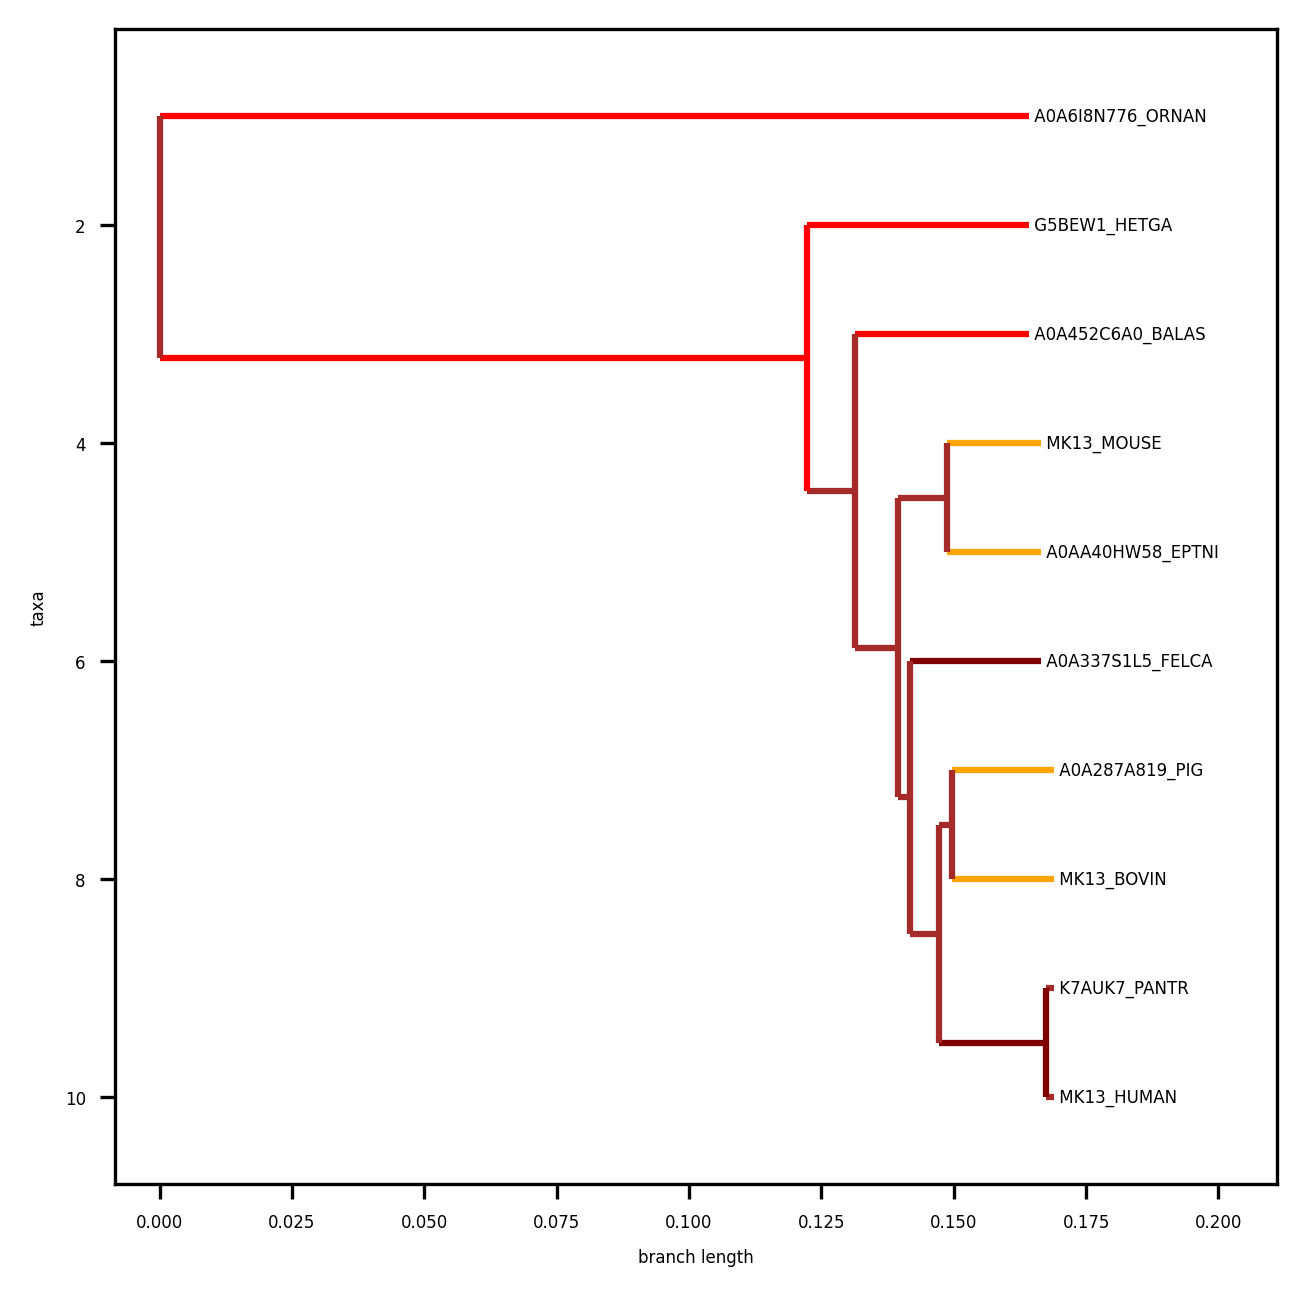 A0A6I8N776_ORNAN
G5BEW1_HETGA
A0A452C6A0_BALAS
MK13_MOUSE
A0AA40HW58_EPTNI
A0A337S1L5_FELCA
A0A287A819_PIG
MK13_BOVIN
K7AUK7_PANTR
MK13_HUMAN
2
4
6
8
10
taxa
0.000 0.025 0.050 0.075 0.100 0.125 0.150 0.175 0.200
branch length